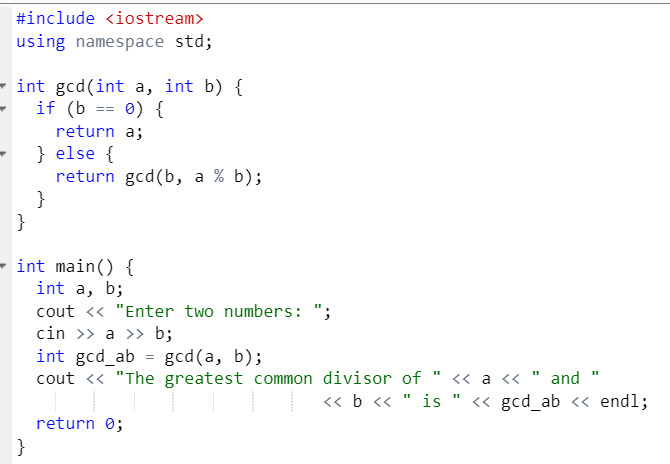 #include <iostream>
using namespace std;
int gcd(int a, int b) {
if (b == 0) {
return a;
} else {
return gcd(b, a % b);
}
}
int main() {
int a, b;
cout << "Enter two numbers: ";
cin >> a >> b;
int gcd_ab = gcd(a, b);
cout << "The greatest common divisor of " << a << " and "
<< b << " is " << gcd_ab << endl;
return 0;
}